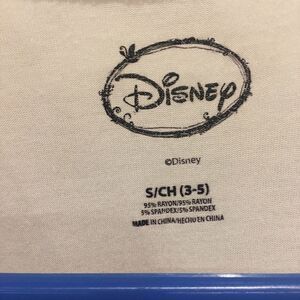 Disney
©Disney
S/CH (3-5)
95% RAYON/95% RAYON
5% SPANDEX/5% SPANDEX
MADE IN CHINA/HECHO EN CHINA